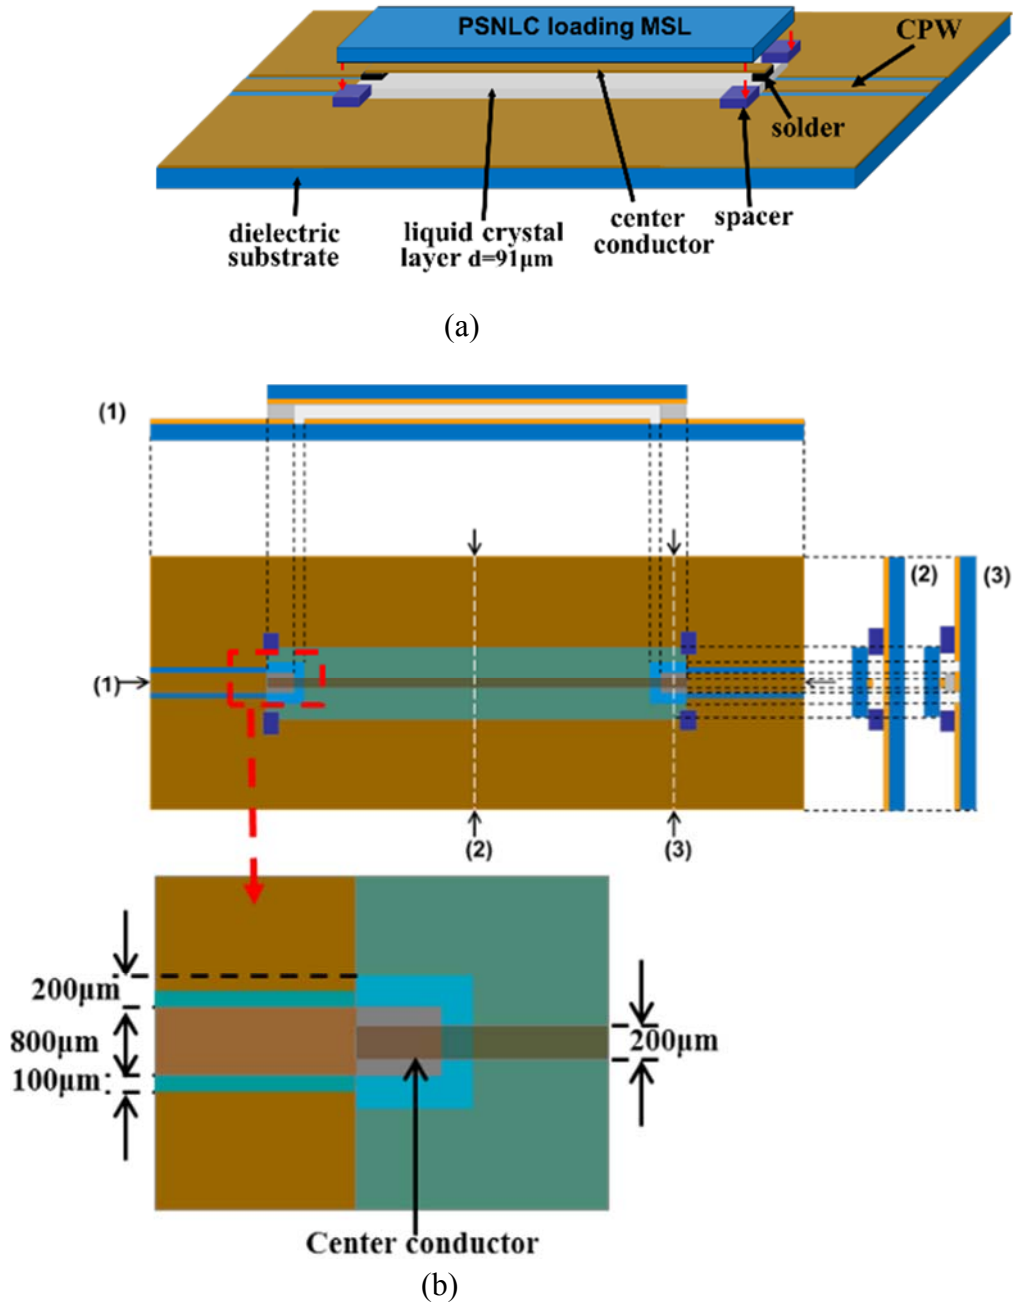 PSNLC loading MSL
CPW
solder
dielectric
substrate
liquid crystal
layer d=91μm
center
conductor
spacer
(a)
(1)
(2)
(3)
(1)
(2)
(3)
200μm
800μm
100μm
200μm
Center conductor
(b)